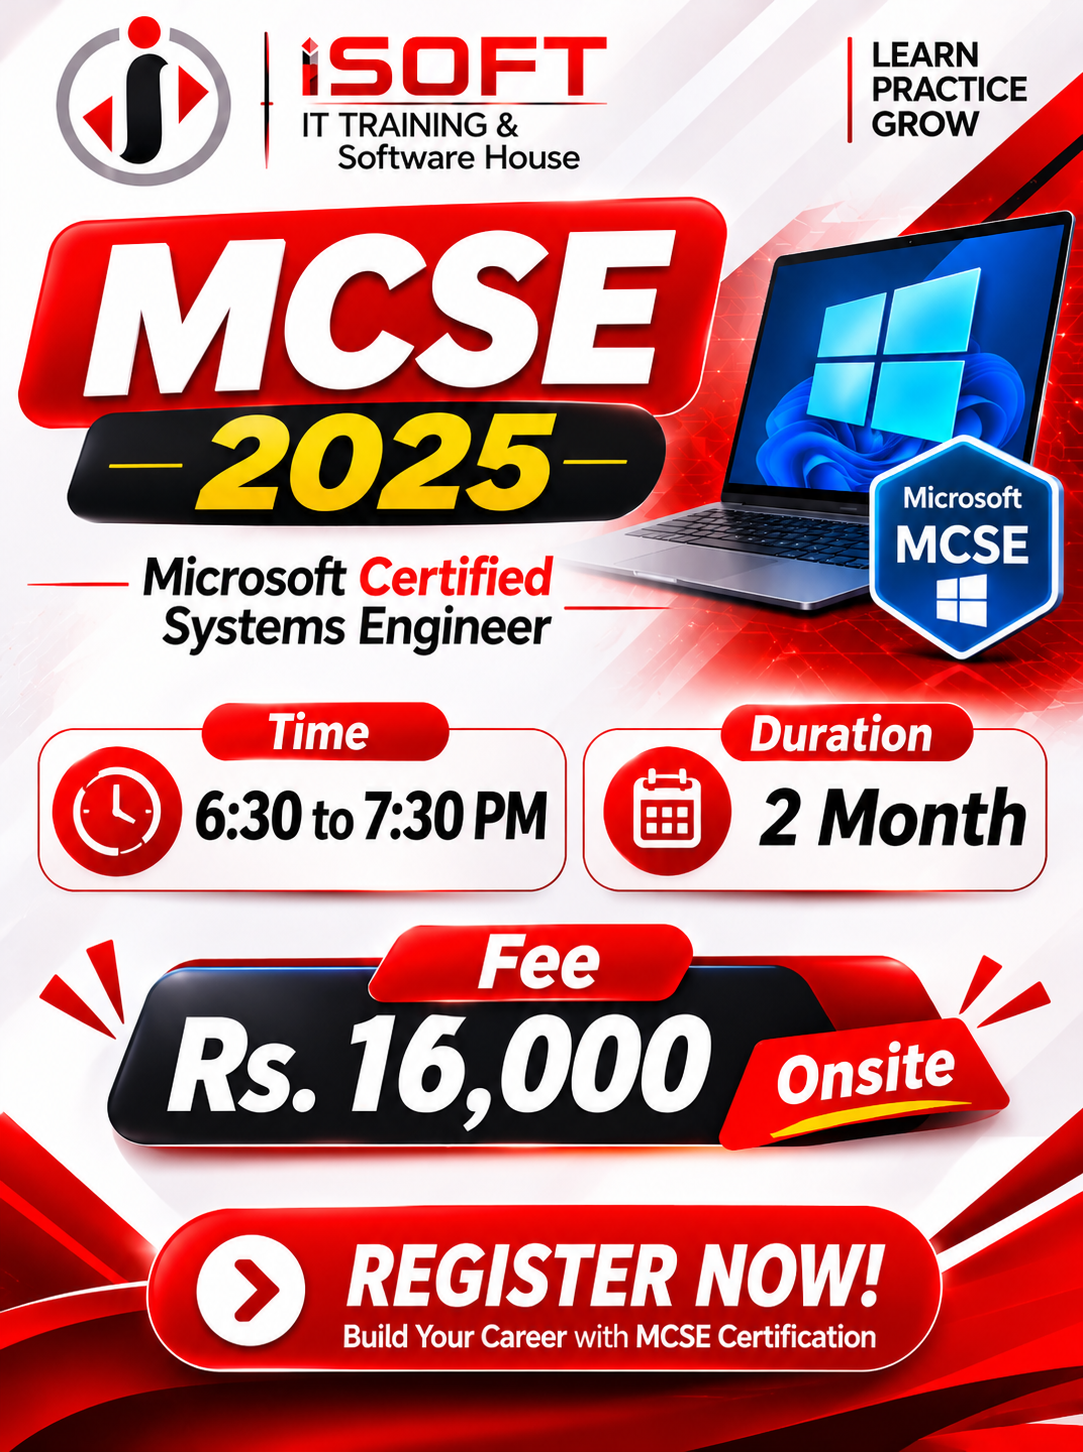 iSOFT
IT TRAINING &
Software House
LEARN
PRACTICE
GROW
MCSE
2025
Microsoft Certified
Systems Engineer
Microsoft
MCSE
Time
6:30 to 7:30 PM
Duration
2 Month
Fee
Rs. 16,000
Onsite
REGISTER NOW!
Build Your Career with MCSE Certification